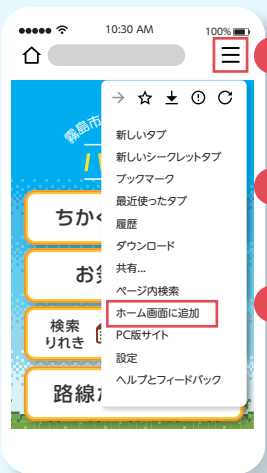 10:30 AM
100%
霧島市
新しいタブ
新しいシークレットタブ
ブックマーク
最近使ったタブ
履歴
ダウンロード
共有...
ページ内検索
ホーム画面に追加
PC版サイト
設定
ヘルプとフィードバック
ちか
お
検索
りれき
路線